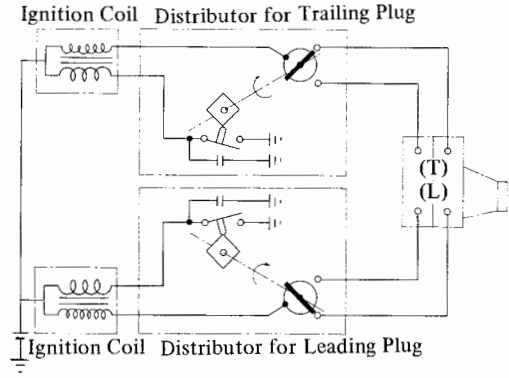 Ignition Coil Distributor for Trailing Plug
(T)
(L)
Ignition Coil Distributor for Leading Plug